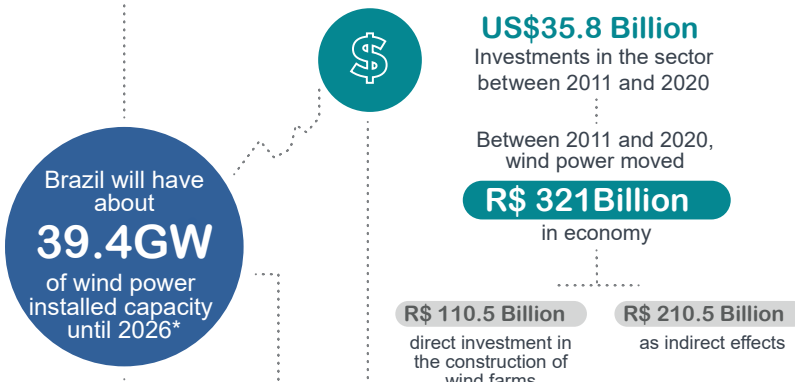 $
US$35.8 Billion
Investments in the sector
between 2011 and 2020
Between 2011 and 2020,
wind power moved
R$ 321Billion
in economy
Brazil will have
about
39.4GW
of wind power
installed capacity
until 2026*
R$ 110.5 Billion
direct investment in
the construction of
wind farms
R$ 210.5 Billion
as indirect effects